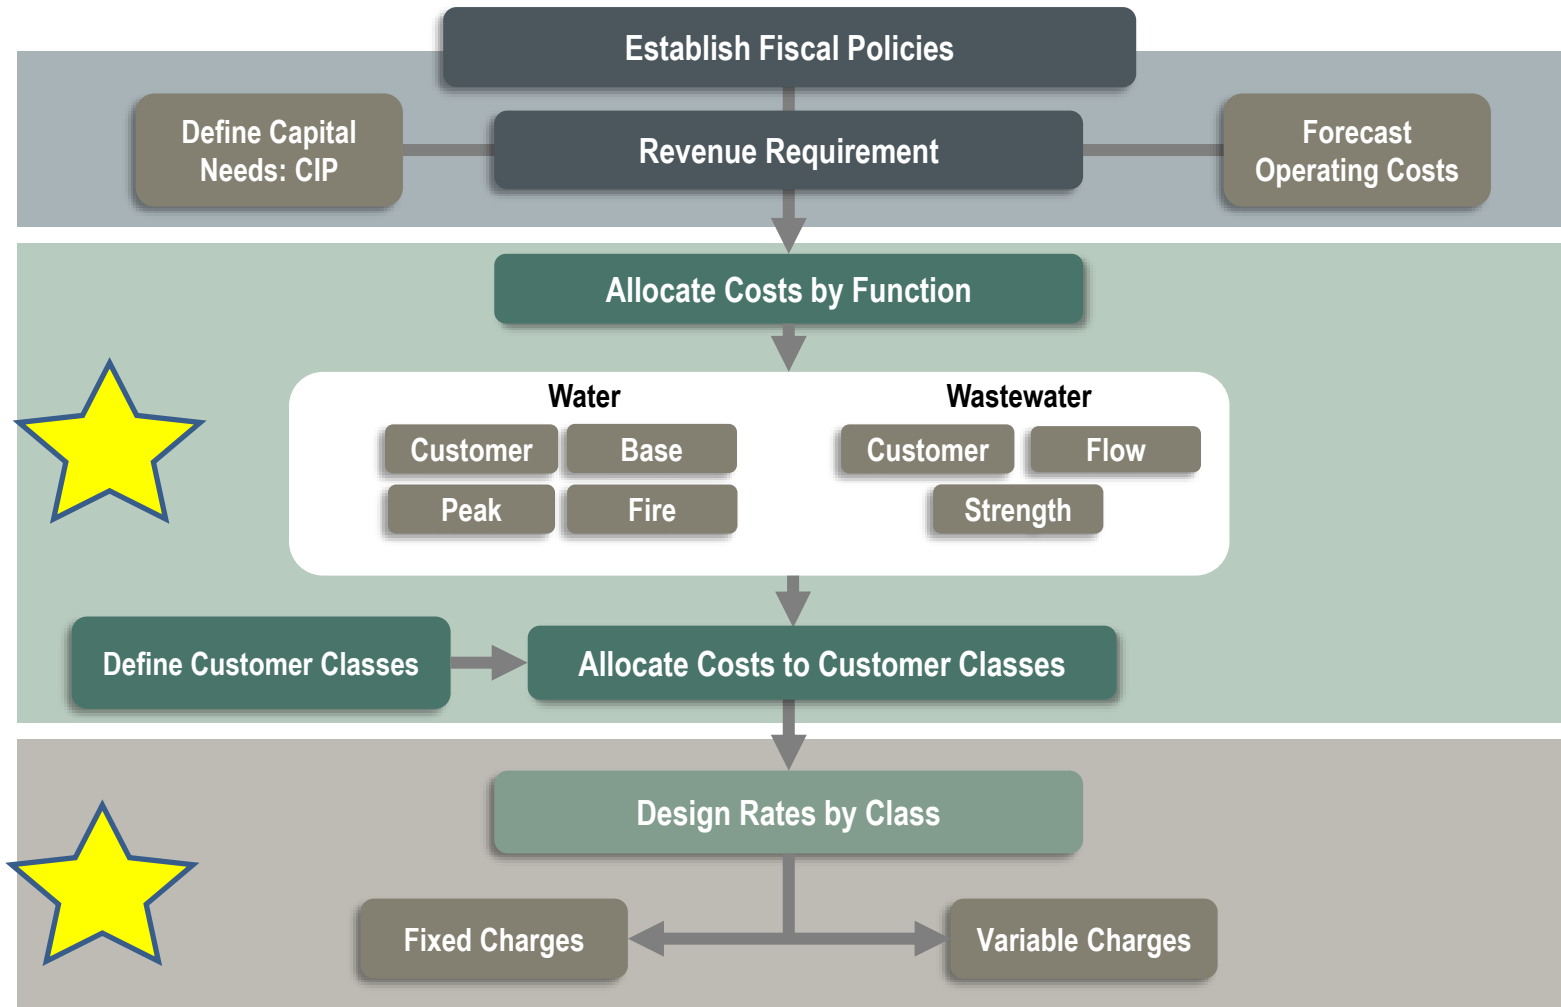 Establish Fiscal Policies
Define Capital
Needs: CIP
Revenue Requirement
Forecast
Operating Costs
Allocate Costs by Function
Water
Wastewater
Customer
Base
Customer
Flow
Peak
Fire
Strength
Define Customer Classes
Allocate Costs to Customer Classes
Design Rates by Class
Fixed Charges
Variable Charges